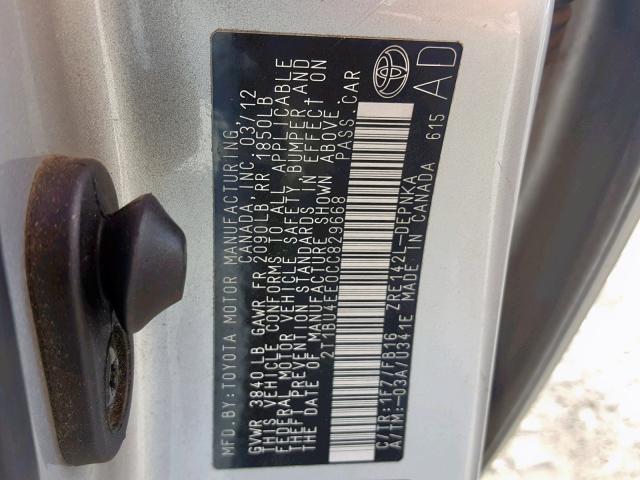 MFD.BY:TOYOTA MOTOR MANUFACTURING
CANADA, INC. 03/12
GVWR 3840LB GAWR FR 2090LB,RR 1850LB
THIS VEHICLE CONFORMS TO ALL APPLICABLE
FEDERAL MOTOR VEHICLE SAFETY BUMPER AND
THEFT PREVENTION STANDARDS IN EFFECT ON
THE DATE OF MANUFACTURE SHOWN ABOVE.
2T1BU4EE0CC829668 PASS.CAR
C/TR:1F7/FB16 ZRE142L-DEPNKA
A/TM:-03A/U341E MADE IN CANADA 615
AD